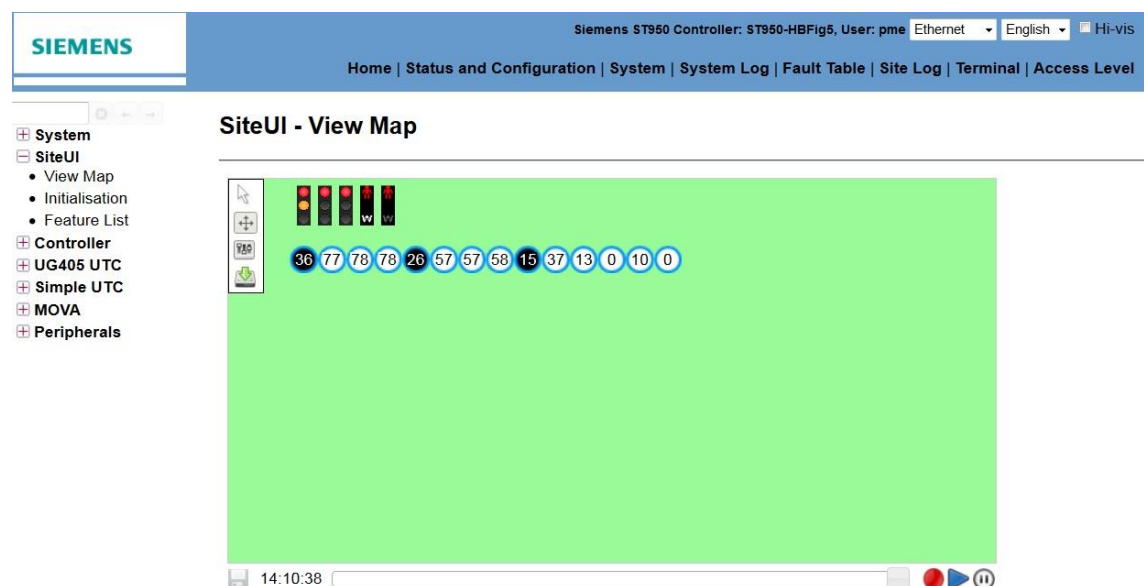 SIEMENS
Siemens ST950 Controller: ST950-HBFig5, User: pme Ethernet English Hi-vis
Home | Status and Configuration | System | System Log | Fault Table | Site Log | Terminal | Access Level
System
SiteUI
View Map
Initialisation
Feature List
Controller
UG405 UTC
Simple UTC
MOVA
Peripherals
SiteUI - View Map
W W
36 77 78 78 26 57 57 58 15 37 13 0 10 0
14:10:38